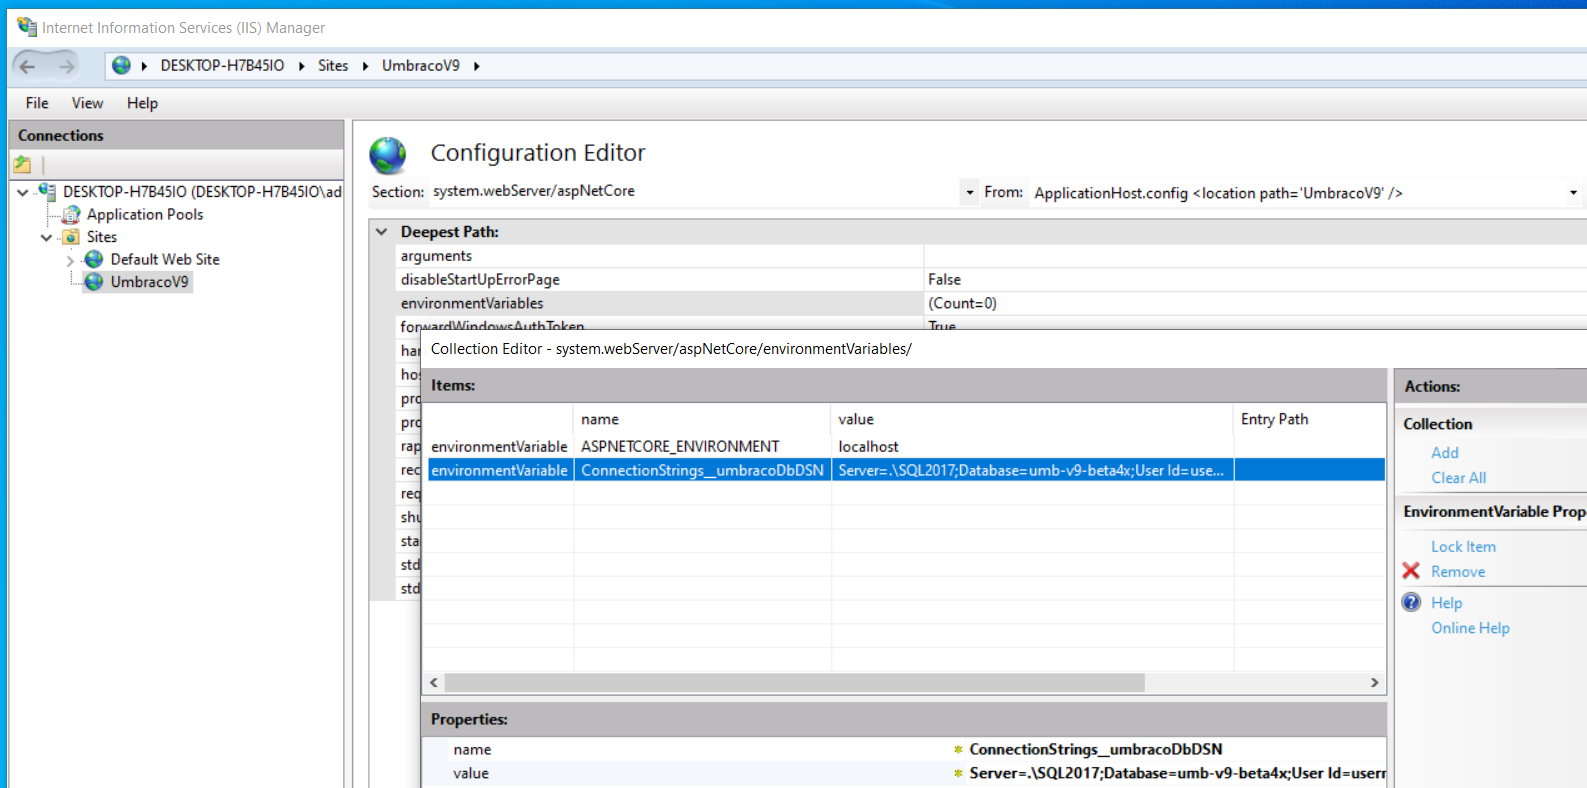 Internet Information Services (IIS) Manager
DESKTOP-H7B45IO Sites UmbracoV9
File View Help
Connections
DESKTOP-H7B45IO (DESKTOP-H7B45IO\ad
Application Pools
Sites
Default Web Site
UmbracoV9
Configuration Editor
Section: system.webServer/aspNetCore From: ApplicationHost.config <location path='UmbracoV9' />
Deepest Path:
arguments
disableStartUpErrorPage False
environmentVariables (Count=0)
forwardWindowsAuthToken True
har
hos
pro
pro
rap
rec
req
shu
sta
std
std
Collection Editor - system.webServer/aspNetCore/environmentVariables/
Items:
name value Entry Path
environmentVariable ASPNETCORE_ENVIRONMENT localhost
environmentVariable ConnectionStrings__umbracoDbDSN Server=.\SQL2017;Database=umb-v9-beta4x;User Id=use...
Properties:
name ConnectionStrings__umbracoDbDSN
value Server=.\SQL2017;Database=umb-v9-beta4x;User Id=usern
Actions:
Collection
Add
Clear All
EnvironmentVariable Prop
Lock Item
Remove
Help
Online Help